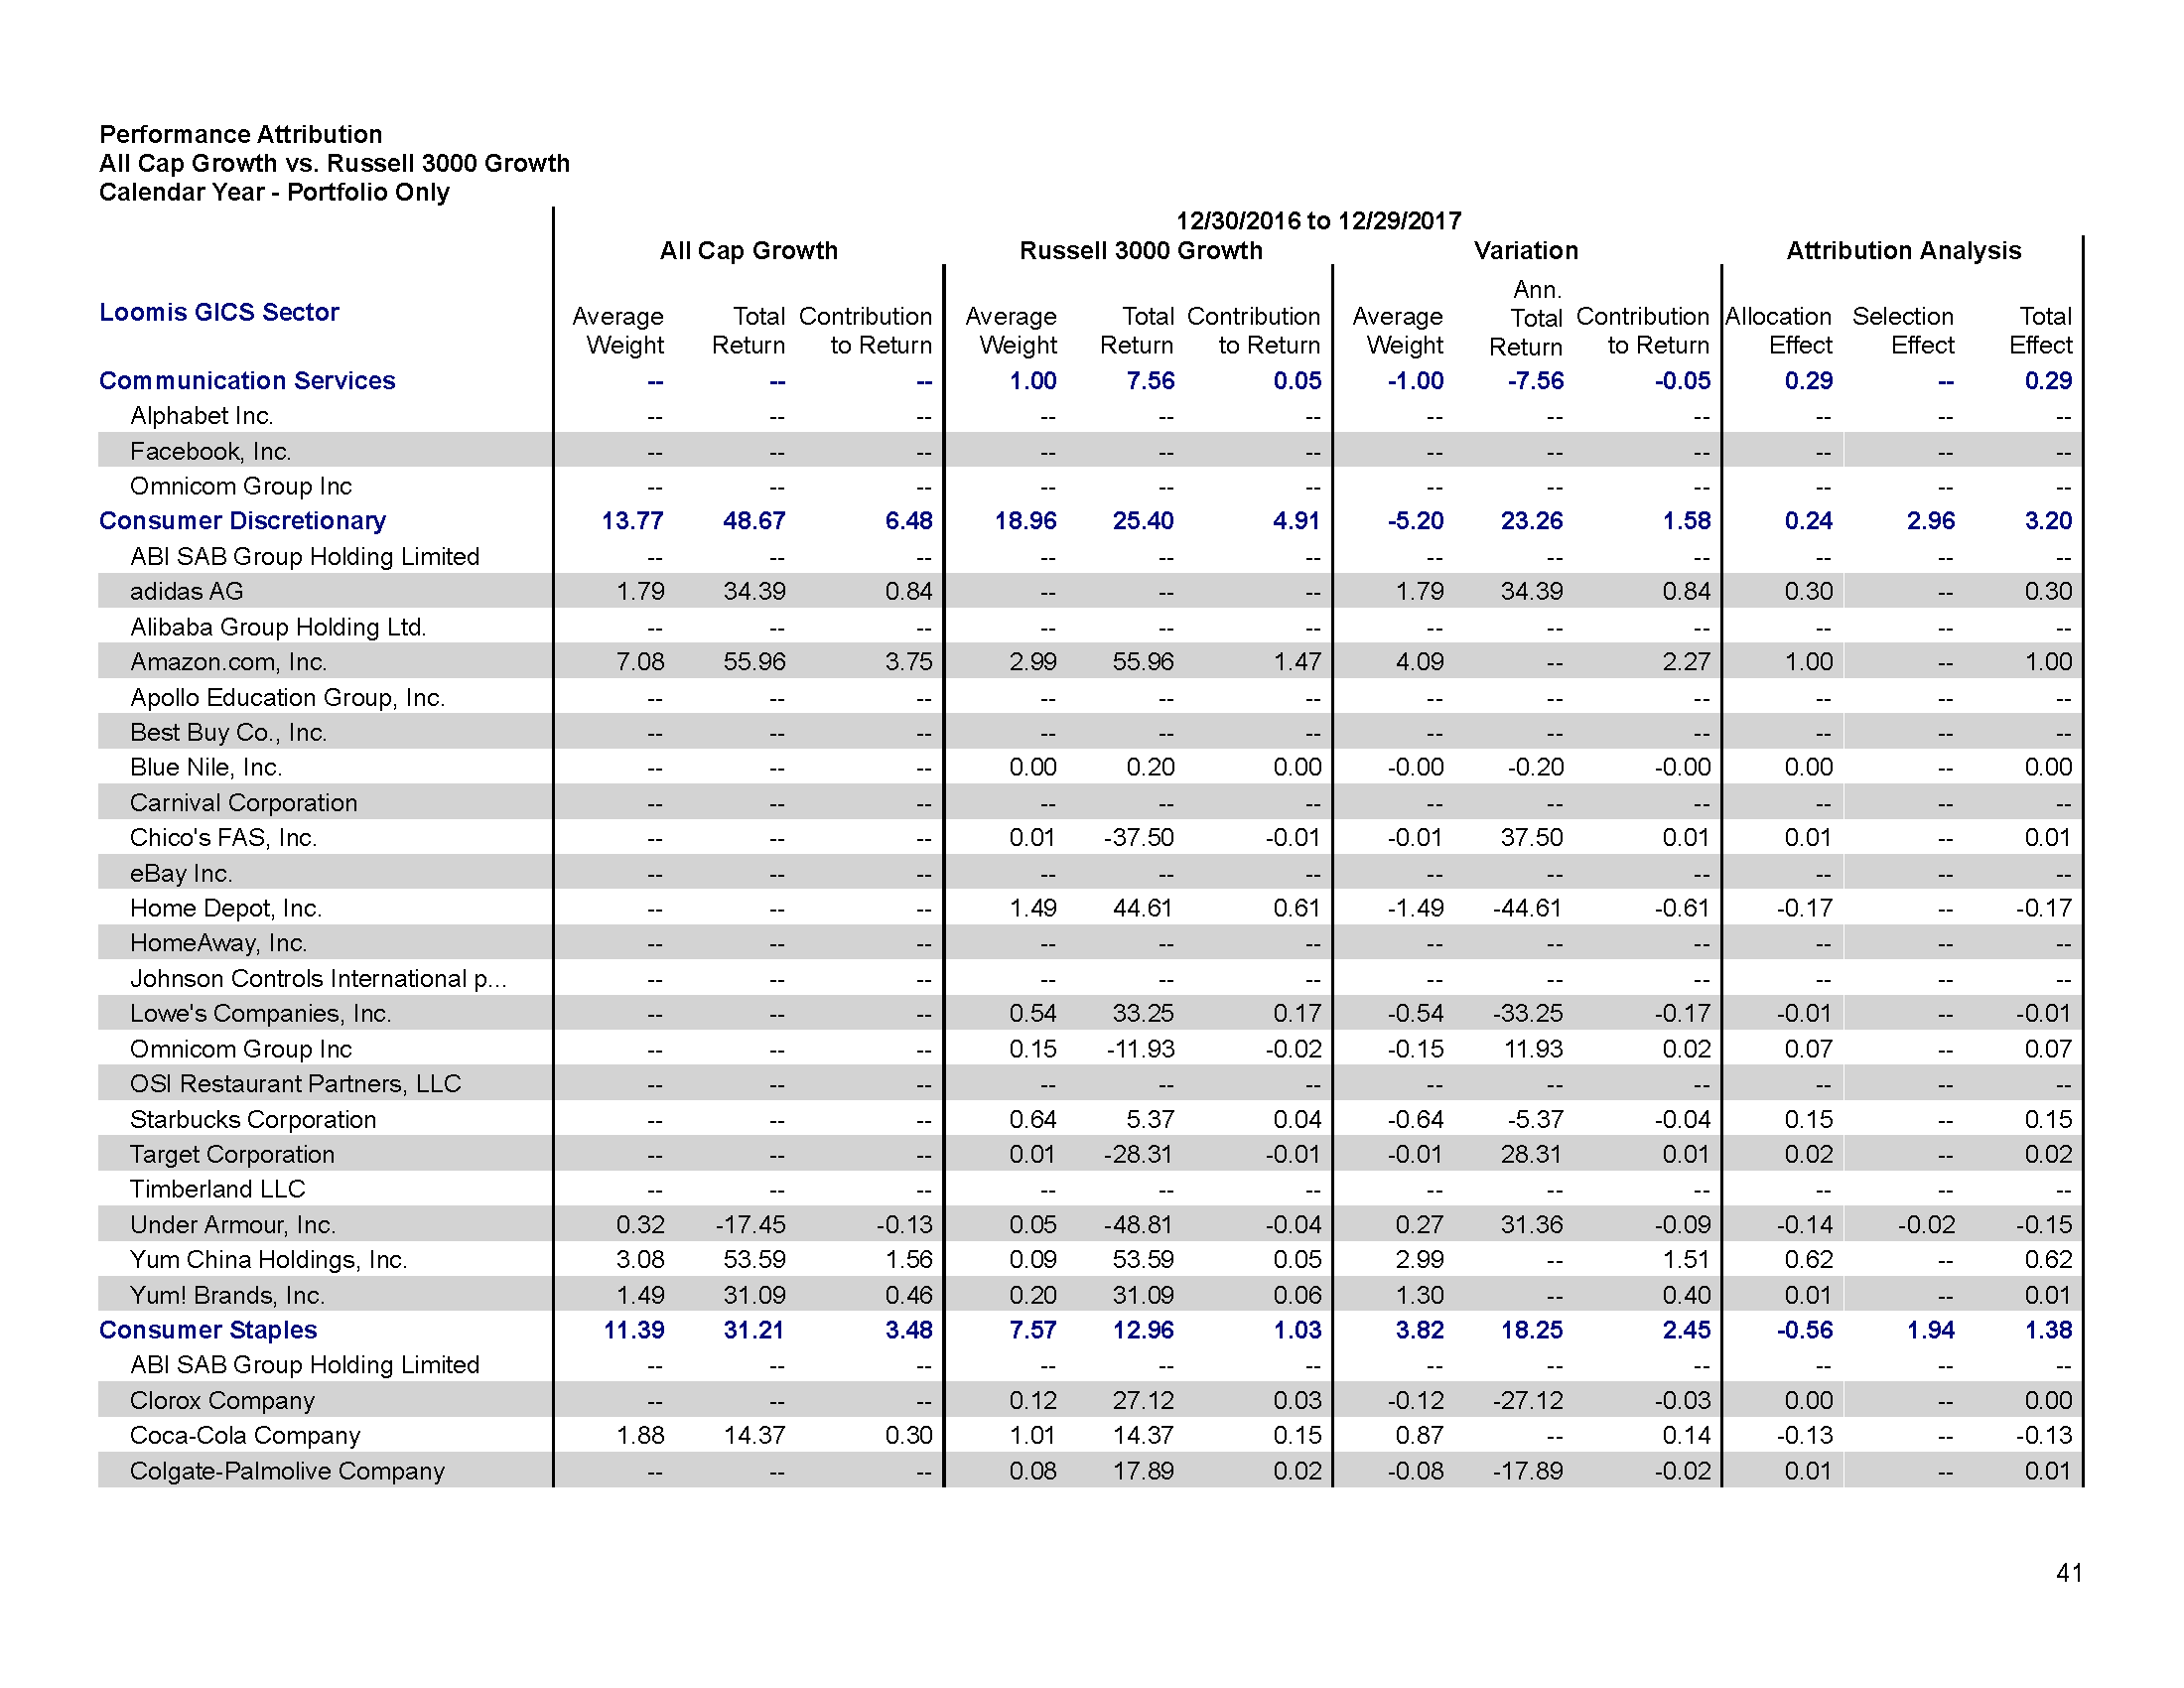 Performance Attribution
All Cap Growth vs. Russell 3000 Growth
Calendar Year - Portfolio Only
12/30/2016 to 12/29/2017
All Cap Growth Russell 3000 Growth Variation Attribution Analysis
Loomis GICS Sector Average Weight Total Return Contribution to Return Average Weight Total Return Contribution to Return Average Weight Ann. Total Return Contribution to Return Allocation Effect Selection Effect Total Effect
Communication Services -- -- -- 1.00 7.56 0.05 -1.00 -7.56 -0.05 0.29 -- 0.29
Alphabet Inc. -- -- -- -- -- -- -- -- -- -- -- --
Facebook, Inc. -- -- -- -- -- -- -- -- -- -- -- --
Omnicom Group Inc -- -- -- -- -- -- -- -- -- -- -- --
Consumer Discretionary 13.77 48.67 6.48 18.96 25.40 4.91 -5.20 23.26 1.58 0.24 2.96 3.20
ABI SAB Group Holding Limited -- -- -- -- -- -- -- -- -- -- -- --
adidas AG 1.79 34.39 0.84 -- -- -- 1.79 34.39 0.84 0.30 -- 0.30
Alibaba Group Holding Ltd. -- -- -- -- -- -- -- -- -- -- -- --
Amazon.com, Inc. 7.08 55.96 3.75 2.99 55.96 1.47 4.09 -- 2.27 1.00 -- 1.00
Apollo Education Group, Inc. -- -- -- -- -- -- -- -- -- -- -- --
Best Buy Co., Inc. -- -- -- -- -- -- -- -- -- -- -- --
Blue Nile, Inc. -- -- -- 0.00 0.20 0.00 -0.00 -0.20 -0.00 0.00 -- 0.00
Carnival Corporation -- -- -- -- -- -- -- -- -- -- -- --
Chico's FAS, Inc. -- -- -- 0.01 -37.50 -0.01 -0.01 37.50 0.01 0.01 -- 0.01
eBay Inc. -- -- -- -- -- -- -- -- -- -- -- --
Home Depot, Inc. -- -- -- 1.49 44.61 0.61 -1.49 -44.61 -0.61 -0.17 -- -0.17
HomeAway, Inc. -- -- -- -- -- -- -- -- -- -- -- --
Johnson Controls International p... -- -- -- -- -- -- -- -- -- -- -- --
Lowe's Companies, Inc. -- -- -- 0.54 33.25 0.17 -0.54 -33.25 -0.17 -0.01 -- -0.01
Omnicom Group Inc -- -- -- 0.15 -11.93 -0.02 -0.15 11.93 0.02 0.07 -- 0.07
OSI Restaurant Partners, LLC -- -- -- -- -- -- -- -- -- -- -- --
Starbucks Corporation -- -- -- 0.64 5.37 0.04 -0.64 -5.37 -0.04 0.15 -- 0.15
Target Corporation -- -- -- 0.01 -28.31 -0.01 -0.01 28.31 0.01 0.02 -- 0.02
Timberland LLC -- -- -- -- -- -- -- -- -- -- -- --
Under Armour, Inc. 0.32 -17.45 -0.13 0.05 -48.81 -0.04 0.27 31.36 -0.09 -0.14 -0.02 -0.15
Yum China Holdings, Inc. 3.08 53.59 1.56 0.09 53.59 0.05 2.99 -- 1.51 0.62 -- 0.62
Yum! Brands, Inc. 1.49 31.09 0.46 0.20 31.09 0.06 1.30 -- 0.40 0.01 -- 0.01
Consumer Staples 11.39 31.21 3.48 7.57 12.96 1.03 3.82 18.25 2.45 -0.56 1.94 1.38
ABI SAB Group Holding Limited -- -- -- -- -- -- -- -- -- -- -- --
Clorox Company -- -- -- 0.12 27.12 0.03 -0.12 -27.12 -0.03 0.00 -- 0.00
Coca-Cola Company 1.88 14.37 0.30 1.01 14.37 0.15 0.87 -- 0.14 -0.13 -- -0.13
Colgate-Palmolive Company -- -- -- 0.08 17.89 0.02 -0.08 -17.89 -0.02 0.01 -- 0.01
41